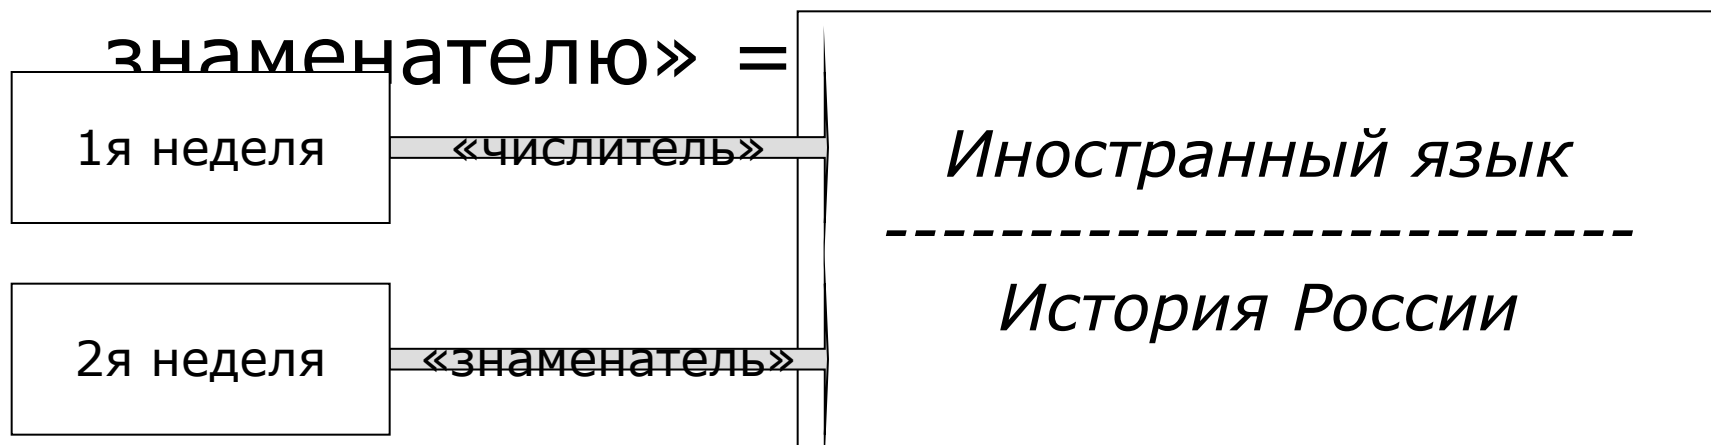 знаменателю» =
1я неделя
«числитель»
Иностранный язык
--------------------------
История России
2я неделя
«знаменатель»